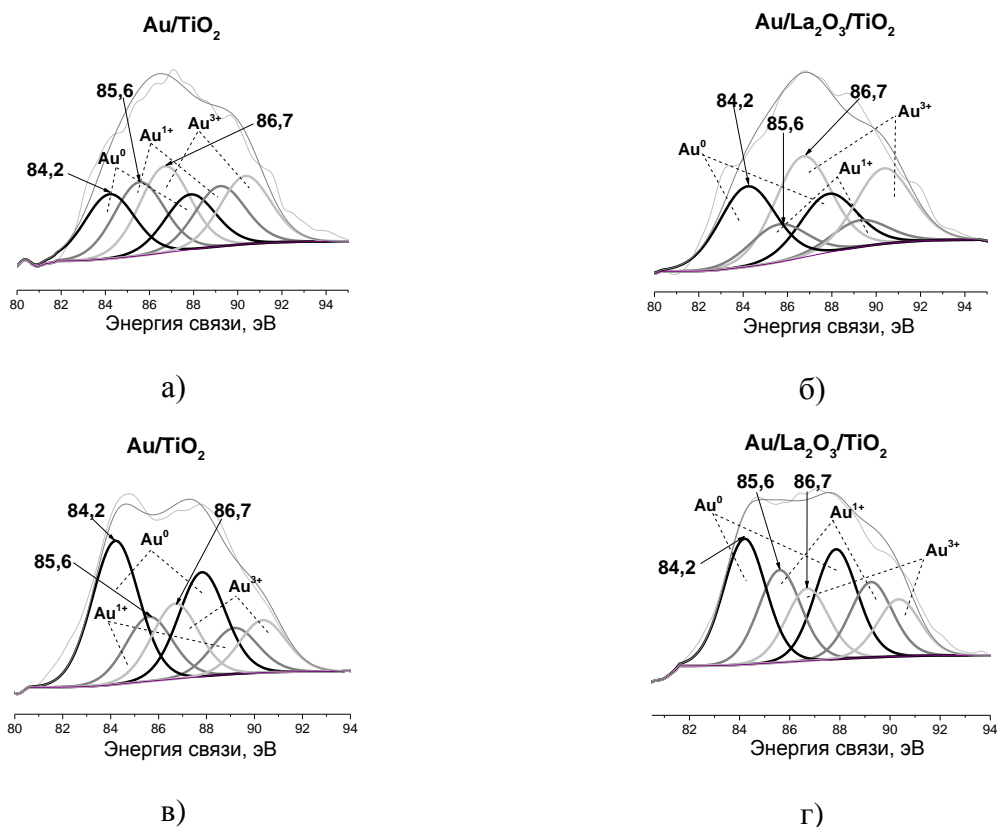 Au/TiO₂
85,6
84,2
Au⁰
Au¹⁺
Au³⁺
86,7
80 82 84 86 88 90 92 94
Энергия связи, эВ
а)
Au/La₂O₃/TiO₂
84,2
86,7
85,6
Au⁰
Au³⁺
Au¹⁺
80 82 84 86 88 90 92 94
Энергия связи, эВ
б)
Au/TiO₂
84,2
86,7
85,6
Au⁰
Au³⁺
Au¹⁺
80 82 84 86 88 90 92 94
Энергия связи, эВ
в)
Au/La₂O₃/TiO₂
85,6 86,7
Au⁰
Au¹⁺
84,2
Au³⁺
82 84 86 88 90 92 94
Энергия связи, эВ
г)